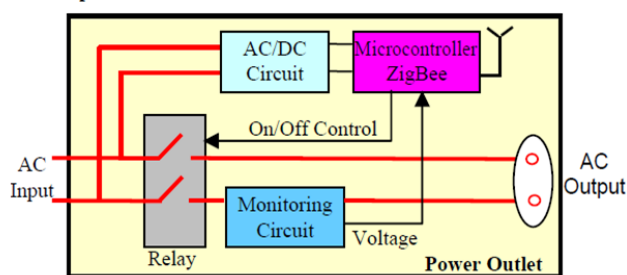 AC/DC
Circuit
Microcontroller
ZigBee
On/Off Control
AC
Input
AC
Output
Monitoring
Circuit
Voltage
Relay
Power Outlet